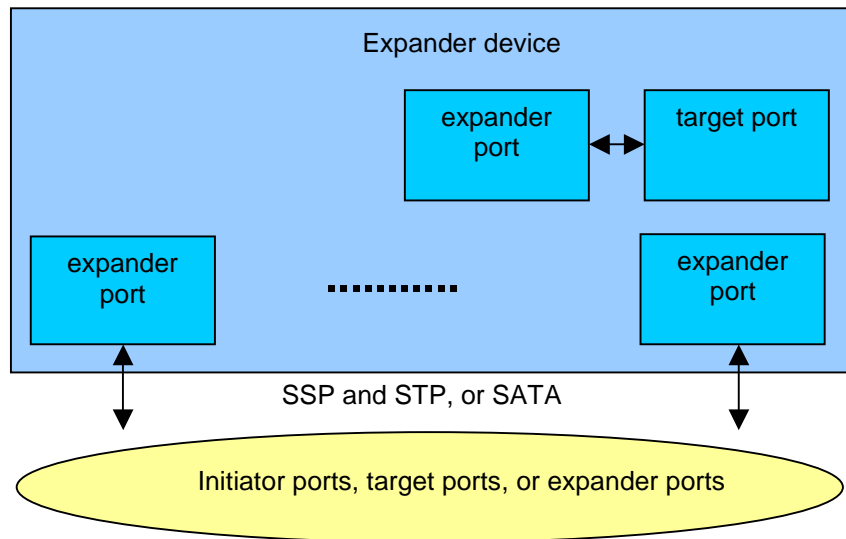 Expander device
expander
port
target port
expander
port
expander
port
SSP and STP, or SATA
Initiator ports, target ports, or expander ports